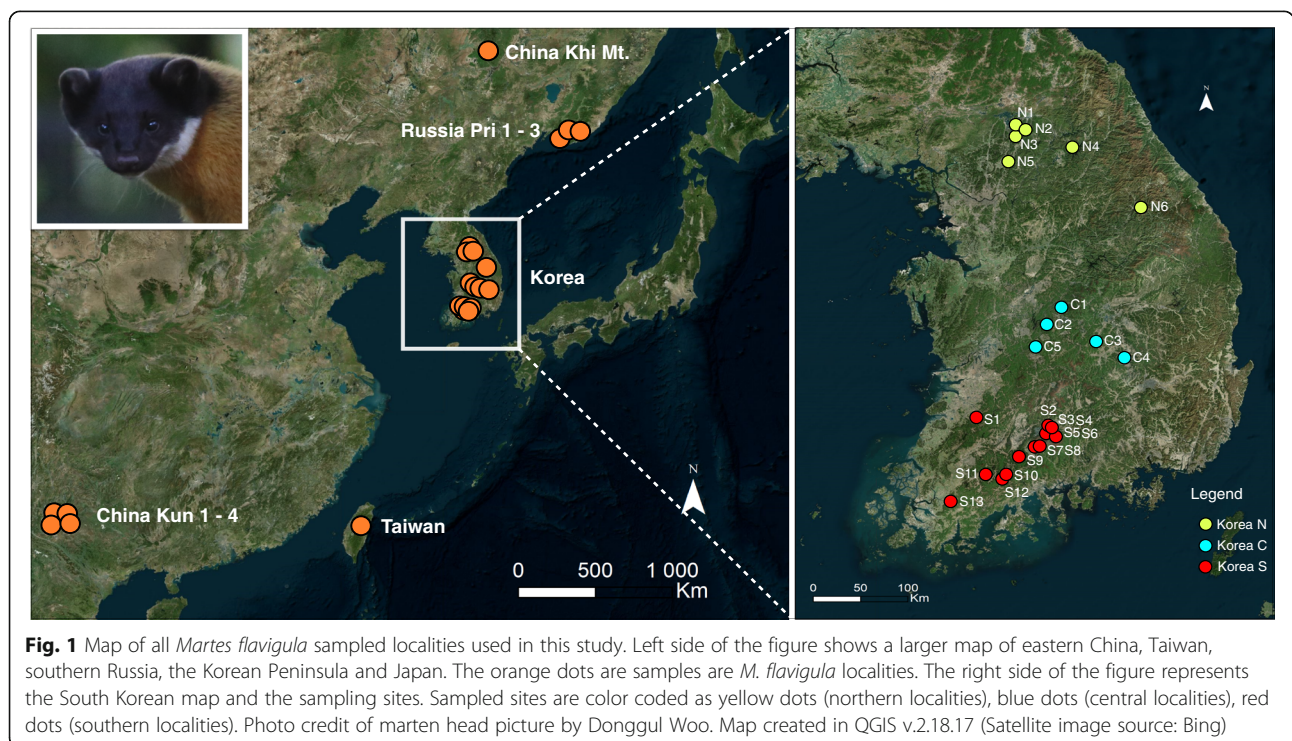 China Khi Mt.
Russia Pri 1 - 3
Korea
China Kun 1 - 4
Taiwan
N
0 500 1 000
Km
N
N1
N2
N3
N4
N5
N6
C1
C2
C3
C5
C4
S1
S2
S3S4
S5 S6
S7S8
S9
S11
S10
S12
S13
Legend
Korea N
Korea C
Korea S
0 50 100
Km
Fig. 1 Map of all Martes flavigula sampled localities used in this study. Left side of the figure shows a larger map of eastern China, Taiwan,
southern Russia, the Korean Peninsula and Japan. The orange dots are samples are M. flavigula localities. The right side of the figure represents
the South Korean map and the sampling sites. Sampled sites are color coded as yellow dots (northern localities), blue dots (central localities), red
dots (southern localities). Photo credit of marten head picture by Donggul Woo. Map created in QGIS v.2.18.17 (Satellite image source: Bing)